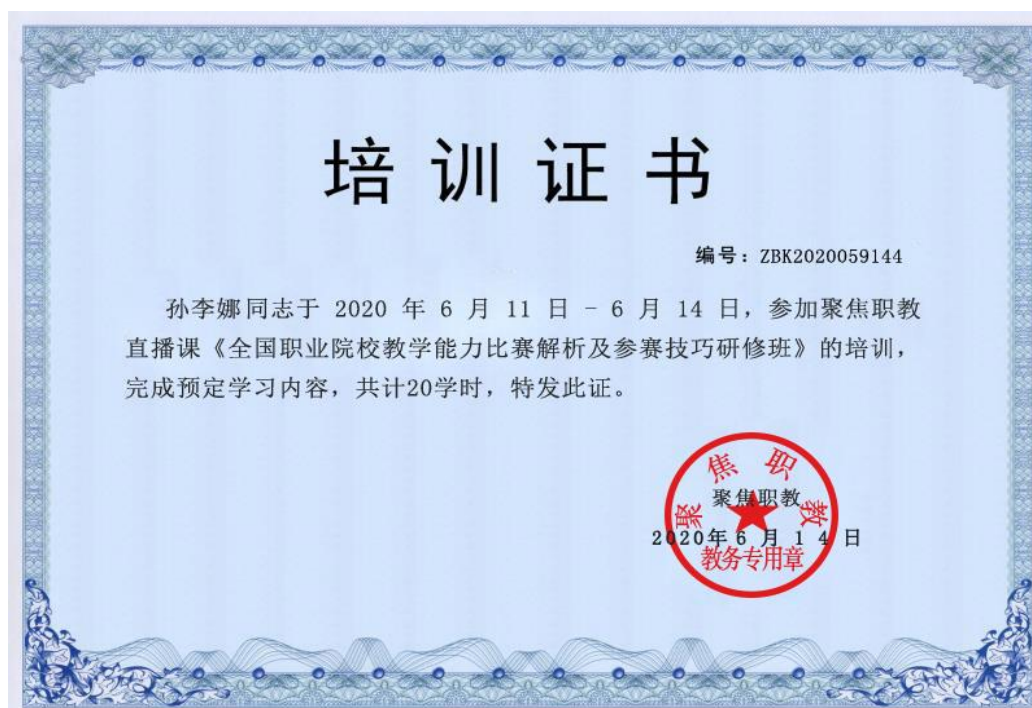 培训证书
编号：ZBK2020059144
孙李娜同志于 2020 年 6 月 11 日 - 6 月 14 日，参加聚焦职教
直播课《全国职业院校教学能力比赛解析及参赛技巧研修班》的培训，
完成预定学习内容，共计20学时，特发此证。
聚焦职教
聚焦职教
2020年 6 月 1 4 日
教务专用章